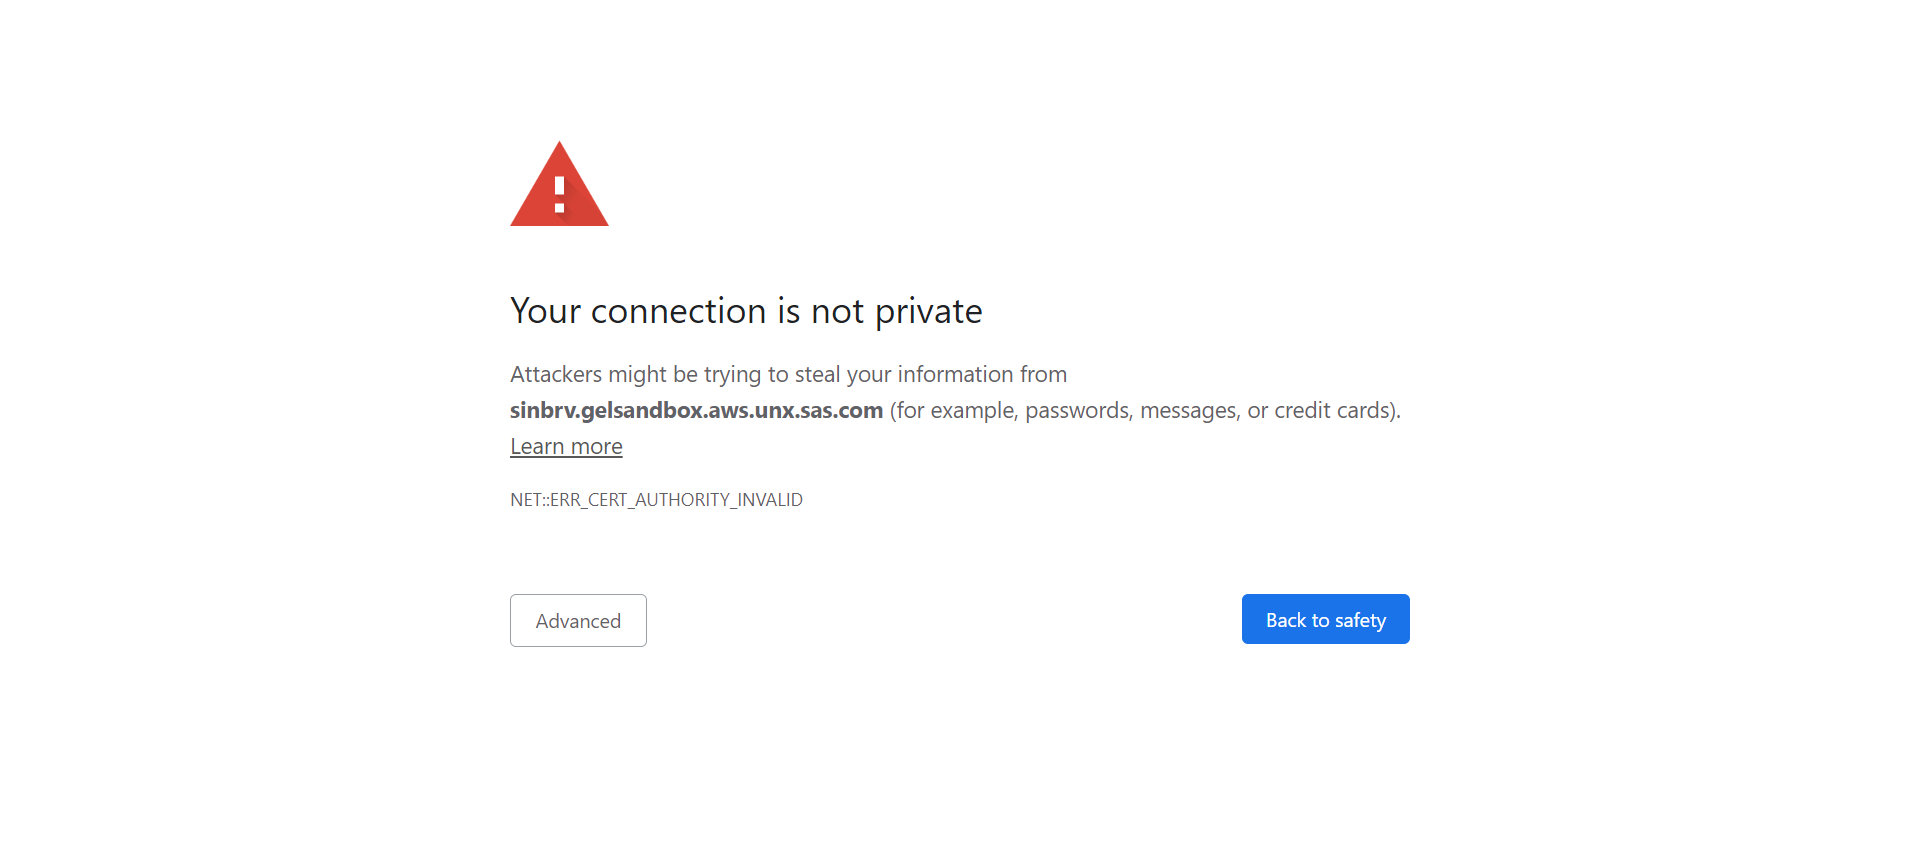 Your connection is not private
Attackers might be trying to steal your information from
sinbrv.gelsandbox.aws.unx.sas.com (for example, passwords, messages, or credit cards).
Learn more
NET::ERR_CERT_AUTHORITY_INVALID
Advanced
Back to safety